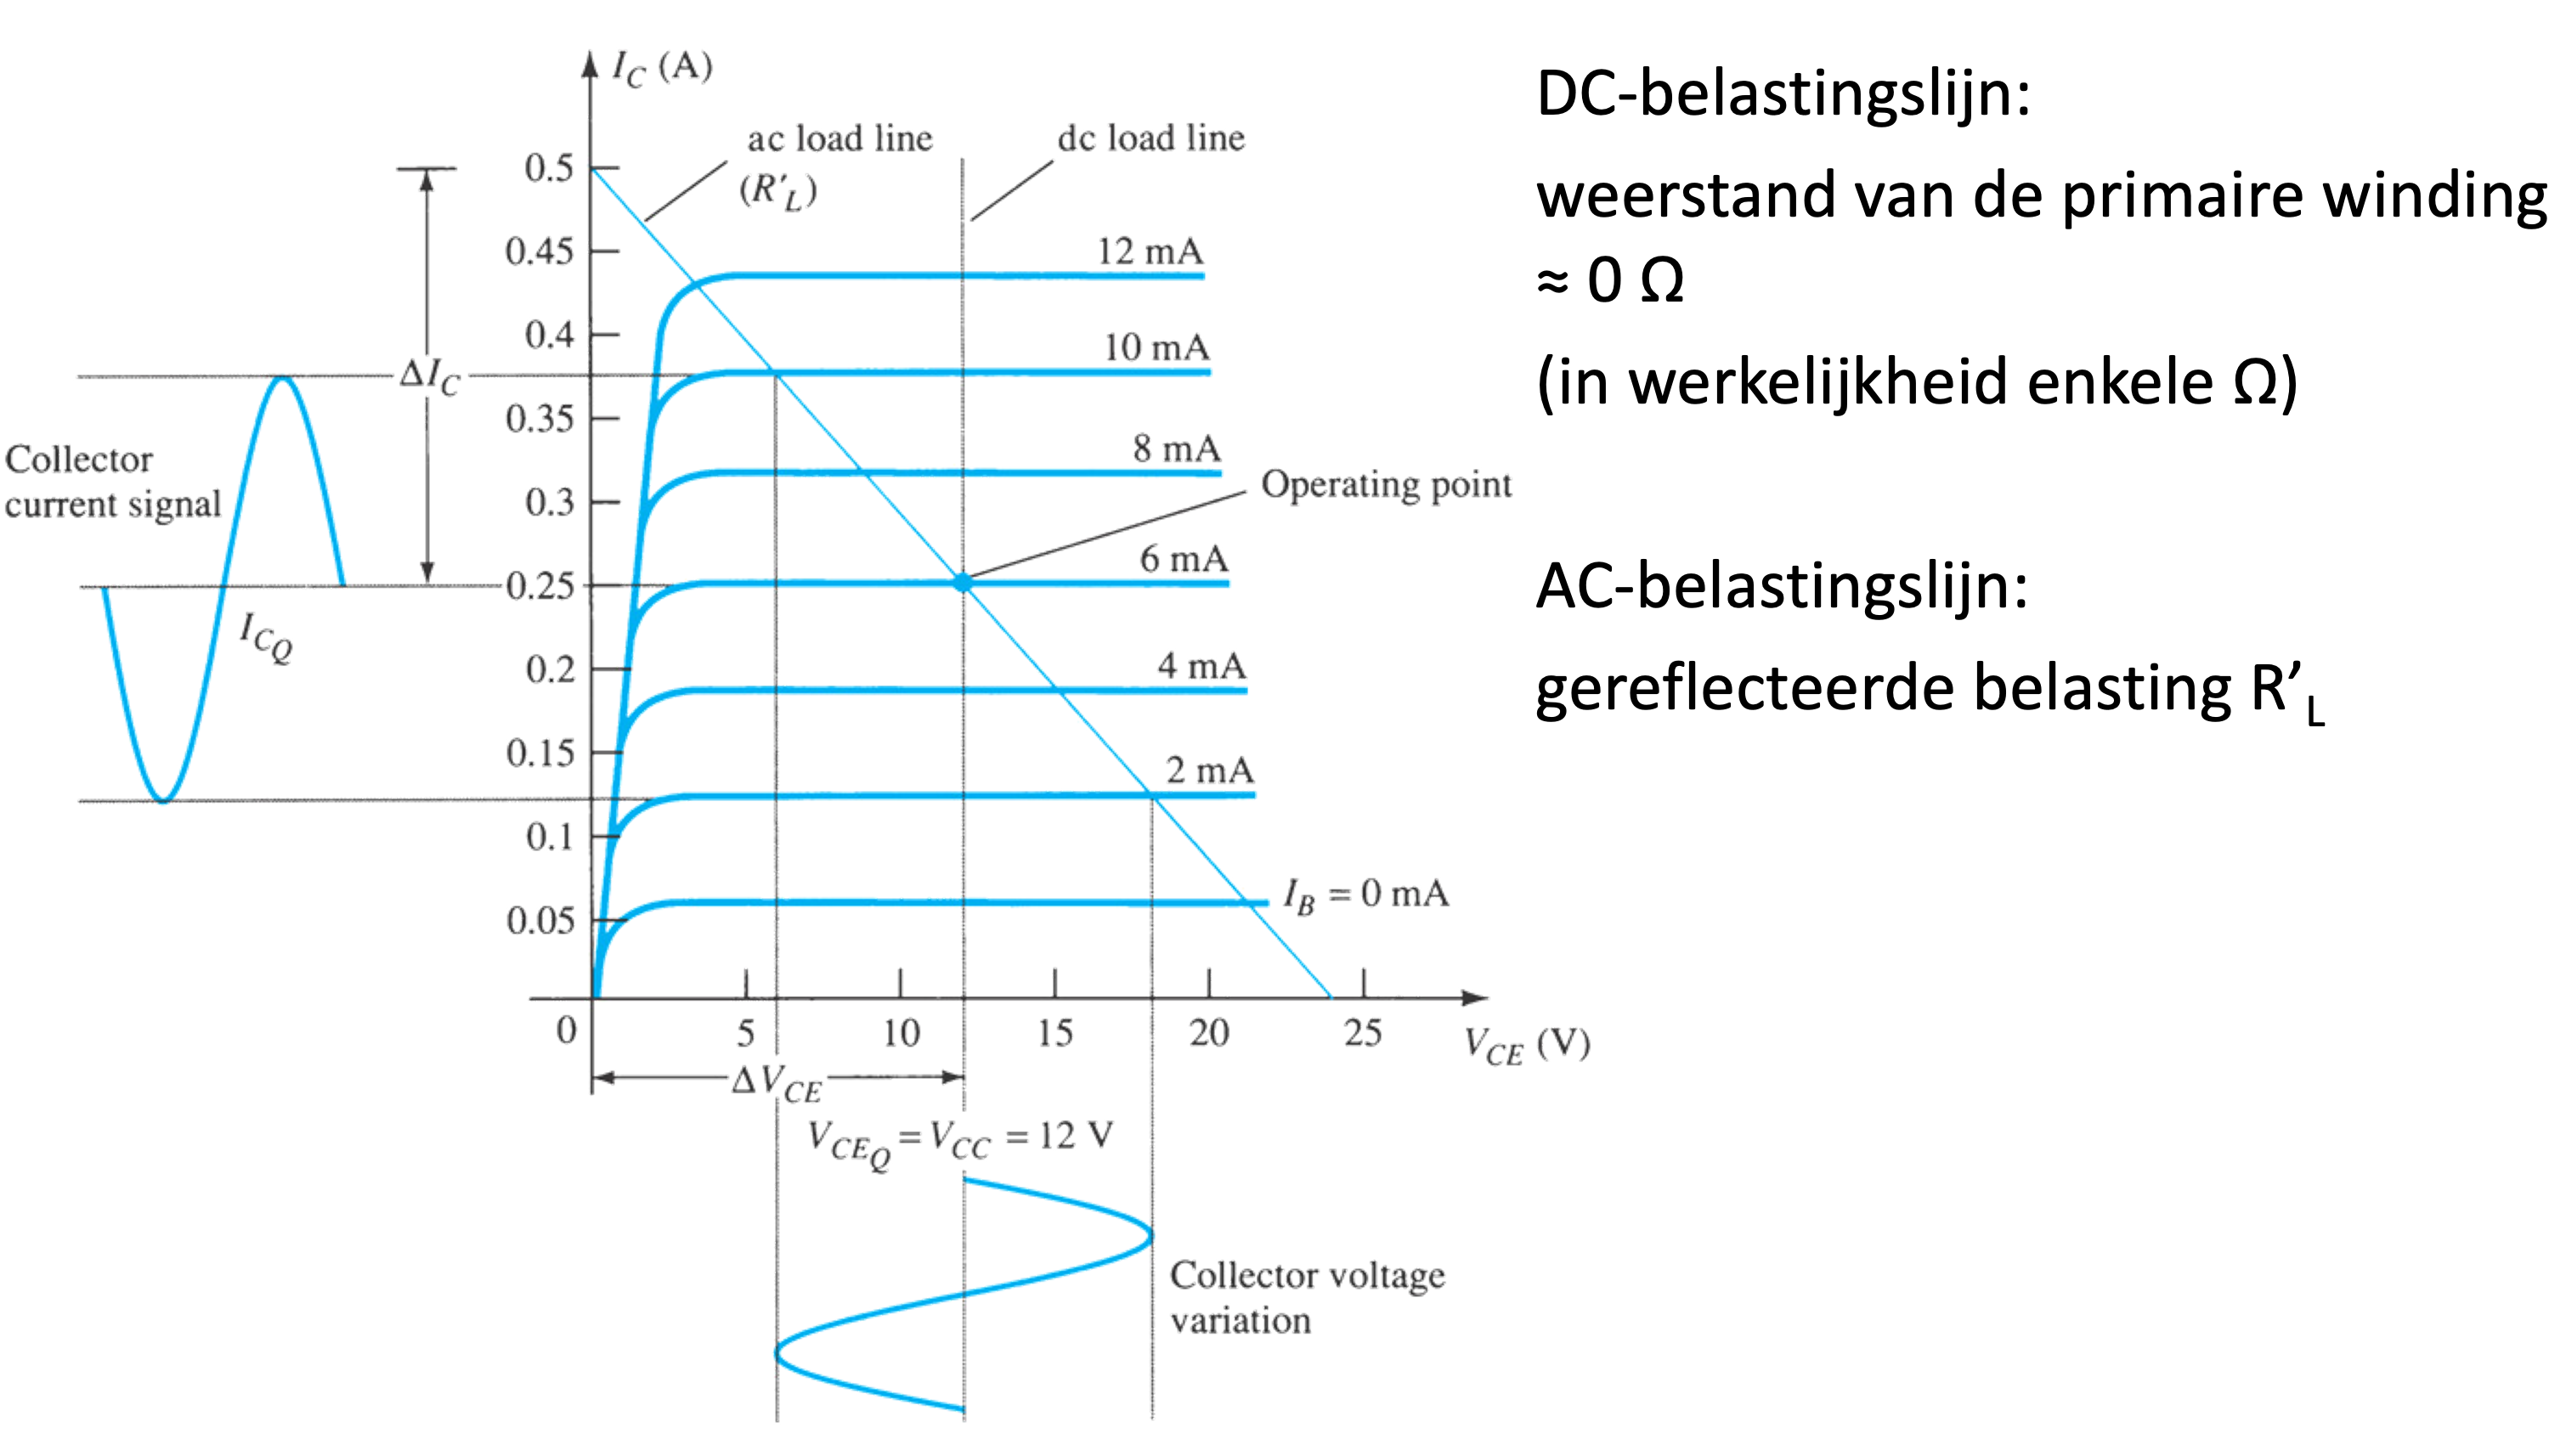 I_C (A)
ac load line
(R'_L)
dc load line
0.5
0.45
0.4
0.35
0.3
0.25
0.2
0.15
0.1
0.05
0
12 mA
10 mA
8 mA
6 mA
4 mA
2 mA
I_B = 0 mA
Operating point
ΔI_C
Collector
current signal
I_CQ
5
10
15
20
25
V_CE (V)
ΔV_CE
V_CEQ = V_CC = 12 V
Collector voltage
variation
DC-belastingslijn:
weerstand van de primaire winding
≈ 0 Ω
(in werkelijkheid enkele Ω)
AC-belastingslijn:
gereflecteerde belasting R’_L